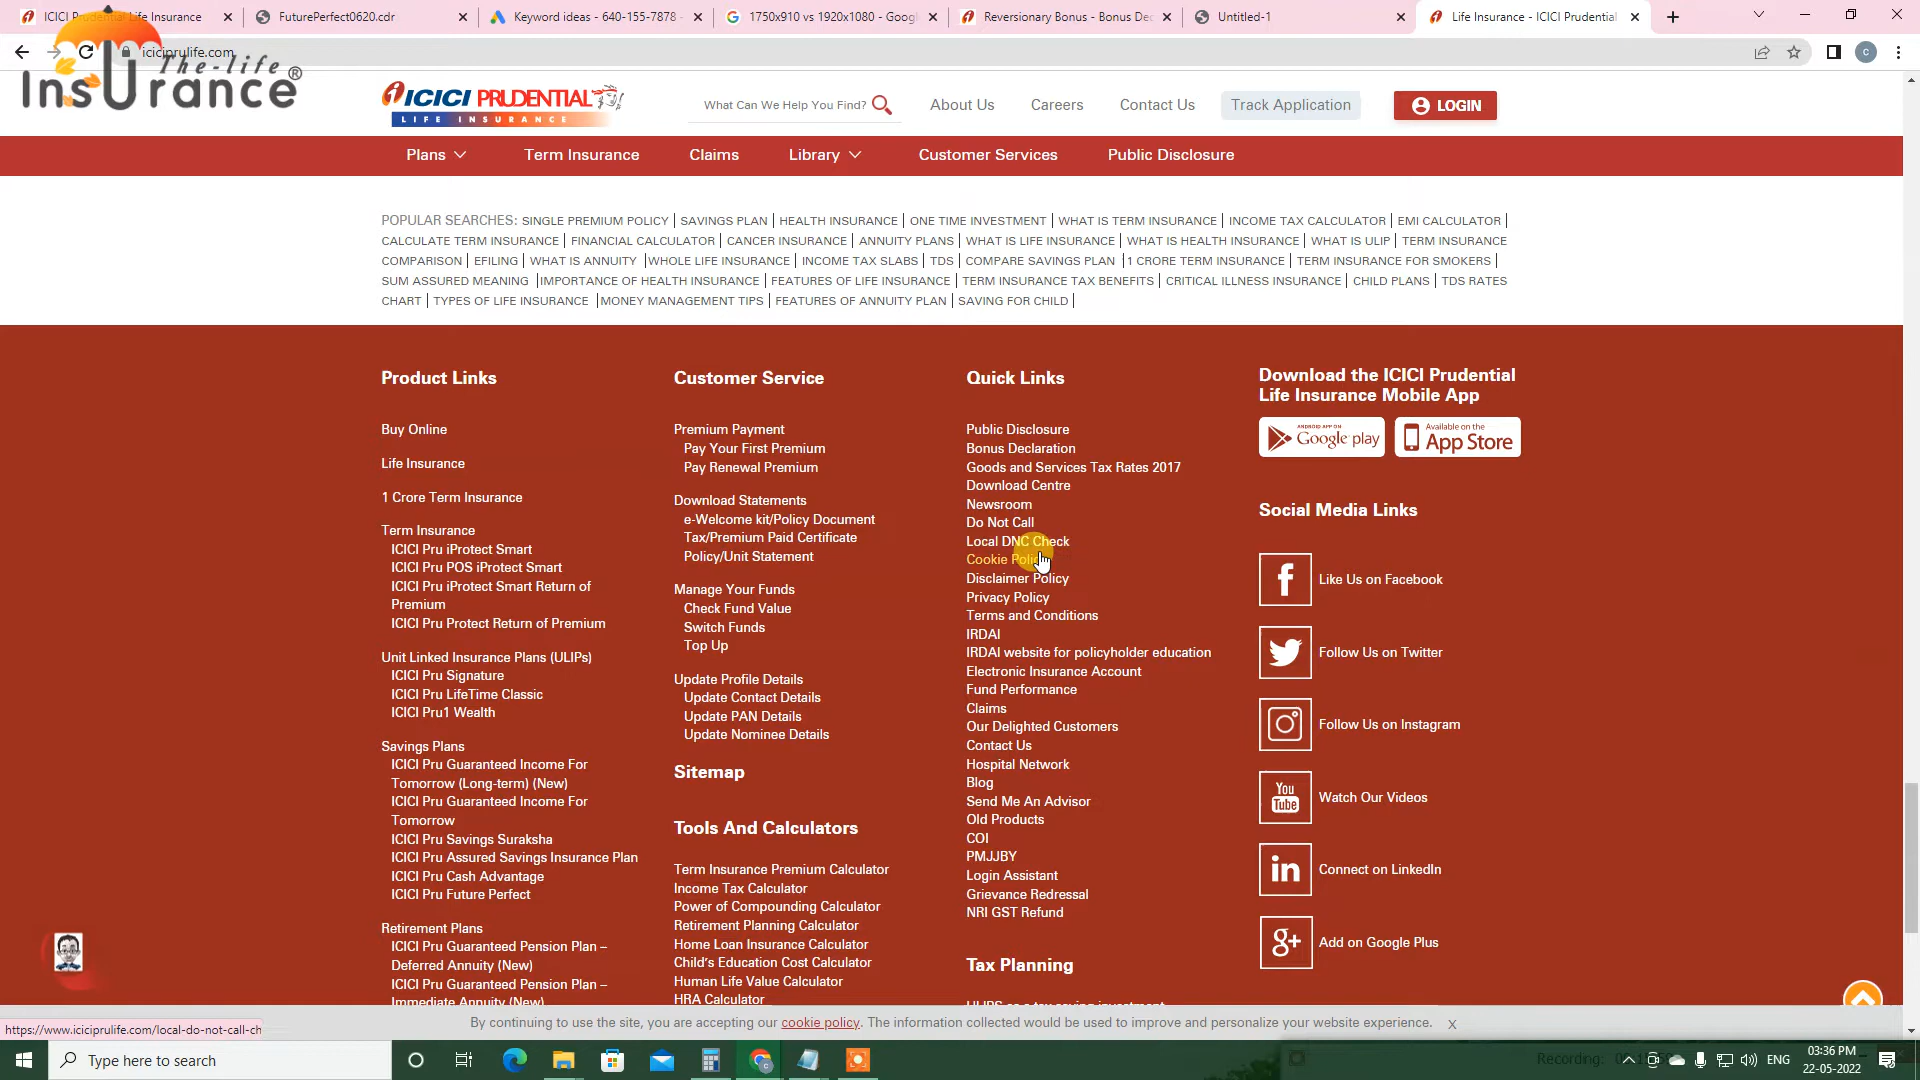 ICICI Prudential Life Insurance
FuturePerfect0620.cdr
Keyword ideas - 640-155-7878 -
1750x910 vs 1920x1080 - Goog
Reversionary Bonus - Bonus Dec
Untitled-1
Life Insurance - ICICI Prudential
iciciprulife.com
The-life
InsUrance®
ICICI PRUDENTIAL
LIFE INSURANCE
What Can We Help You Find?
About Us
Careers
Contact Us
Track Application
LOGIN
Plans
Term Insurance
Claims
Library
Customer Services
Public Disclosure
POPULAR SEARCHES: SINGLE PREMIUM POLICY | SAVINGS PLAN | HEALTH INSURANCE | ONE TIME INVESTMENT | WHAT IS TERM INSURANCE | INCOME TAX CALCULATOR | EMI CALCULATOR |
CALCULATE TERM INSURANCE | FINANCIAL CALCULATOR | CANCER INSURANCE | ANNUITY PLANS | WHAT IS LIFE INSURANCE | WHAT IS HEALTH INSURANCE | WHAT IS ULIP | TERM INSURANCE
COMPARISON | EFILING | WHAT IS ANNUITY | WHOLE LIFE INSURANCE | INCOME TAX SLABS | TDS | COMPARE SAVINGS PLAN | 1 CRORE TERM INSURANCE | TERM INSURANCE FOR SMOKERS |
SUM ASSURED MEANING | IMPORTANCE OF HEALTH INSURANCE | FEATURES OF LIFE INSURANCE | TERM INSURANCE TAX BENEFITS | CRITICAL ILLNESS INSURANCE | CHILD PLANS | TDS RATES
CHART | TYPES OF LIFE INSURANCE | MONEY MANAGEMENT TIPS | FEATURES OF ANNUITY PLAN | SAVING FOR CHILD |
Product Links
Buy Online
Life Insurance
1 Crore Term Insurance
Term Insurance
ICICI Pru iProtect Smart
ICICI Pru POS iProtect Smart
ICICI Pru iProtect Smart Return of
Premium
ICICI Pru Protect Return of Premium
Unit Linked Insurance Plans (ULIPs)
ICICI Pru Signature
ICICI Pru LifeTime Classic
ICICI Pru1 Wealth
Savings Plans
ICICI Pru Guaranteed Income For
Tomorrow (Long-term) (New)
ICICI Pru Guaranteed Income For
Tomorrow
ICICI Pru Savings Suraksha
ICICI Pru Assured Savings Insurance Plan
ICICI Pru Cash Advantage
ICICI Pru Future Perfect
Retirement Plans
ICICI Pru Guaranteed Pension Plan –
Deferred Annuity (New)
ICICI Pru Guaranteed Pension Plan –
Immediate Annuity (New)
Customer Service
Premium Payment
Pay Your First Premium
Pay Renewal Premium
Download Statements
e-Welcome kit/Policy Document
Tax/Premium Paid Certificate
Policy/Unit Statement
Manage Your Funds
Check Fund Value
Switch Funds
Top Up
Update Profile Details
Update Contact Details
Update PAN Details
Update Nominee Details
Sitemap
Tools And Calculators
Term Insurance Premium Calculator
Income Tax Calculator
Power of Compounding Calculator
Retirement Planning Calculator
Home Loan Insurance Calculator
Child's Education Cost Calculator
Human Life Value Calculator
HRA Calculator
Quick Links
Public Disclosure
Bonus Declaration
Goods and Services Tax Rates 2017
Download Centre
Newsroom
Do Not Call
Local DNC Check
Cookie Policy
Disclaimer Policy
Privacy Policy
Terms and Conditions
IRDAI
IRDAI website for policyholder education
Electronic Insurance Account
Fund Performance
Claims
Our Delighted Customers
Contact Us
Hospital Network
Blog
Send Me An Advisor
Old Products
COI
PMJJBY
Login Assistant
Grievance Redressal
NRI GST Refund
Tax Planning
ULIPS as a tax saving investment
Download the ICICI Prudential
Life Insurance Mobile App
ANDROID APP ON
Google play
Available on the
App Store
Social Media Links
Like Us on Facebook
Follow Us on Twitter
Follow Us on Instagram
You
Tube
Watch Our Videos
in
Connect on LinkedIn
g+
Add on Google Plus
By continuing to use the site, you are accepting our cookie policy. The information collected would be used to improve and personalize your website experience. X
https://www.iciciprulife.com/local-do-not-call-ch
Type here to search
Recording:
ENG
03:36 PM
22-05-2022